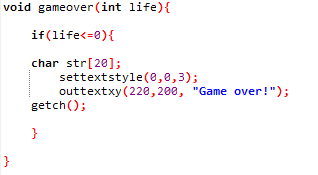 void gameover(int life){
if(life<=0){
char str[20];
settextstyle(0,0,3);
outtextxy(220,200, "Game over!");
getch();
}
}